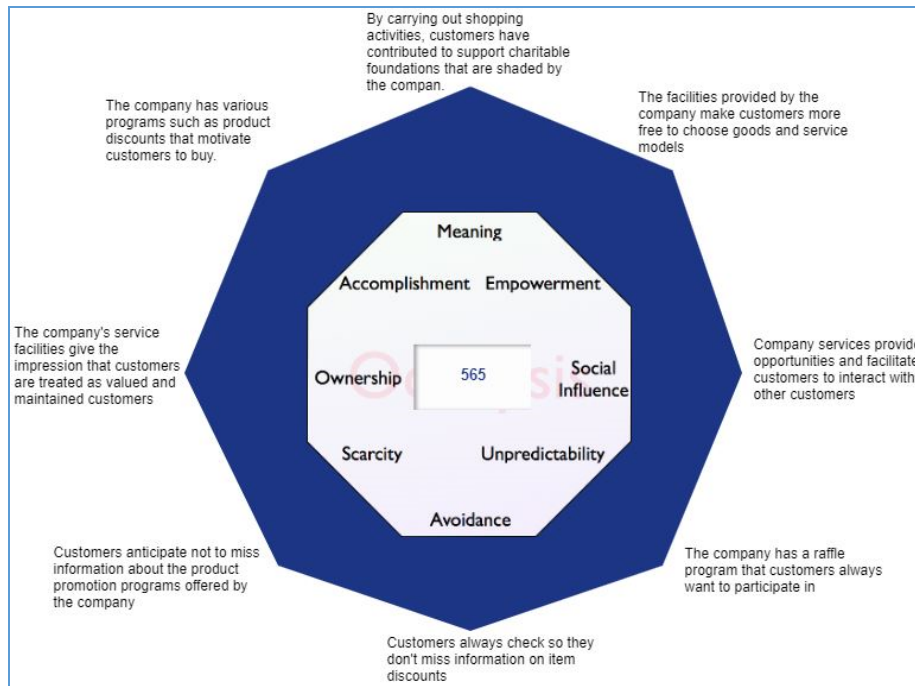 By carrying out shopping
activities, customers have
contributed to support charitable
foundations that are shaded by
the compan.
The company has various
programs such as product
discounts that motivate
customers to buy.
The facilities provided by the
company make customers more
free to choose goods and service
models
Meaning
Accomplishment
Empowerment
The company's service
facilities give the
impression that customers
are treated as valued and
maintained customers
Ownership
565
Social
Influence
Company services provide
opportunities and facilitate
customers to interact with
other customers
Scarcity
Unpredictability
Avoidance
Customers anticipate not to miss
information about the product
promotion programs offered by
the company
The company has a raffle
program that customers always
want to participate in
Customers always check so they
don't miss information on item
discounts